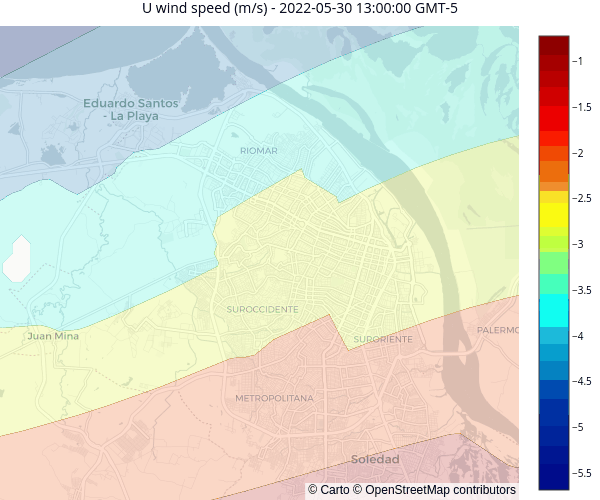 U wind speed (m/s) - 2022-05-30 13:00:00 GMT-5
Eduardo Santos
- La Playa
RIOMAR
SUROCCIDENTE
Juan Mina
SURORIENTE
PALERMO
METROPOLITANA
Soledad
© Carto © OpenStreetMap contributors
−1
−1.5
−2
−2.5
−3
−3.5
−4
−4.5
−5
−5.5